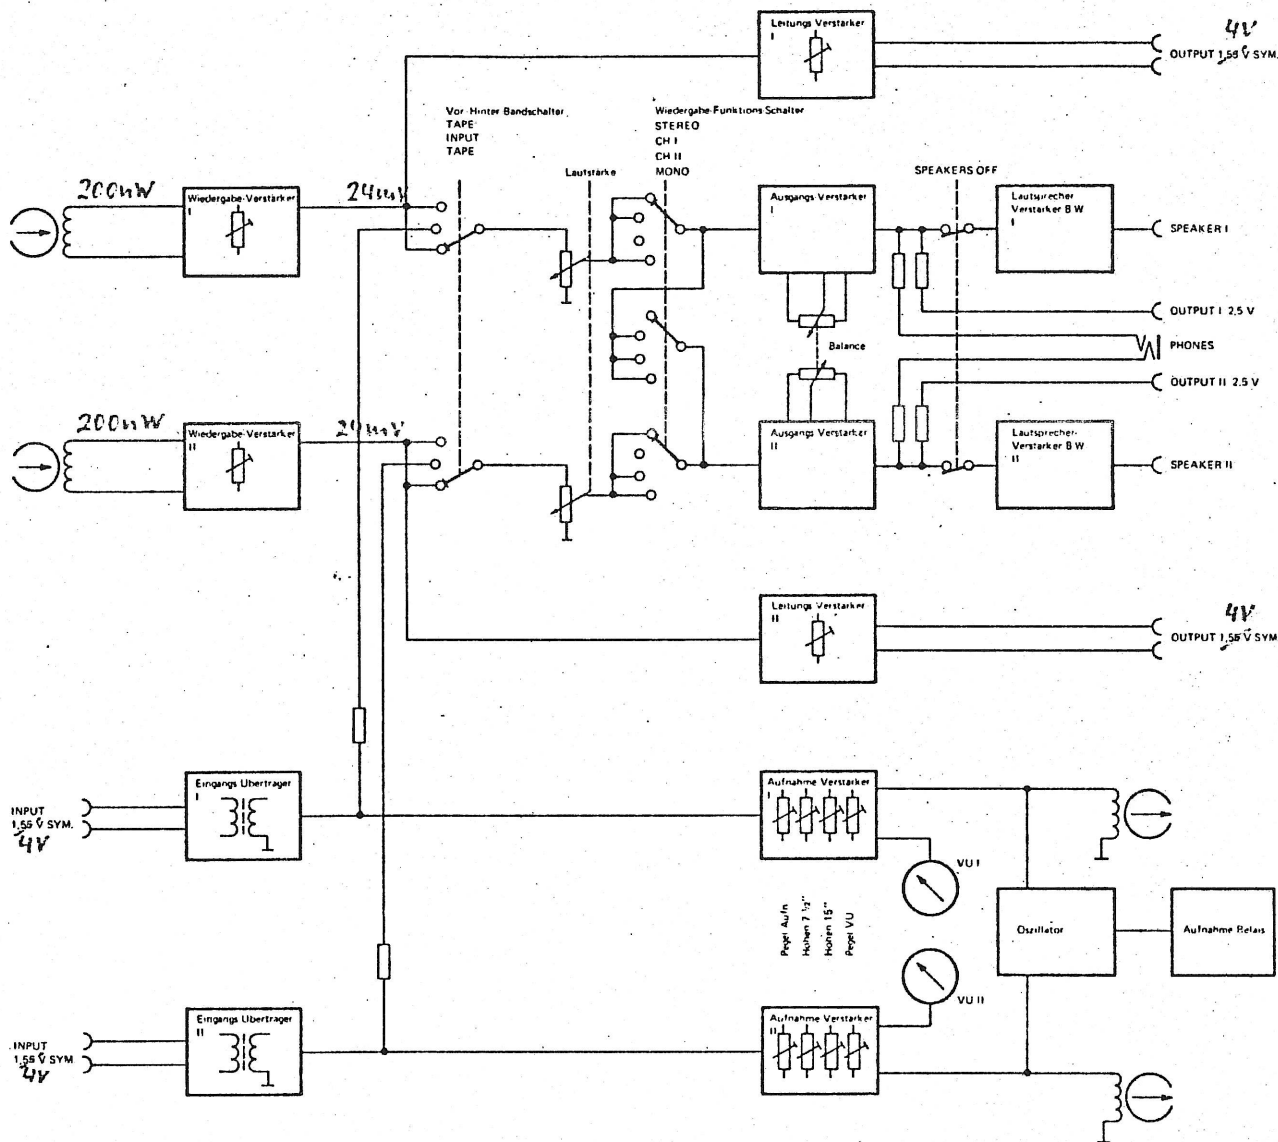 Leitungs Verstärker
I
4V
OUTPUT 1,55 V SYM.
Vor-Hinter Bandschalter
TAPE
INPUT
TAPE
Lautstärke
Wiedergabe-Funktions-Schalter
STEREO
CH I
CH II
MONO
SPEAKERS OFF
200nW
Wiedergabe-Verstärker
I
24mV
Ausgangs-Verstärker
I
Lautsprecher
Verstärker B W
I
SPEAKER I
OUTPUT I 2,5 V
Balance
PHONES
OUTPUT II 2,5 V
200nW
Wiedergabe-Verstärker
II
Ausgangs Verstärker
II
Lautsprecher-
Verstärker B W
II
SPEAKER II
Leitungs Verstärker
II
4V
OUTPUT 1,55 V SYM
INPUT
1,55 V SYM.
4V
Eingangs Übertrager
I
Aufnahme Verstärker
I
VU I
Pegel Aufn
Höhen 7 1/2"
Höhen 15"
Pegel VU
Oszillator
Aufnahme Relais
VU II
INPUT
1,55 V SYM
4V
Eingangs Übertrager
II
Aufnahme Verstärker
II